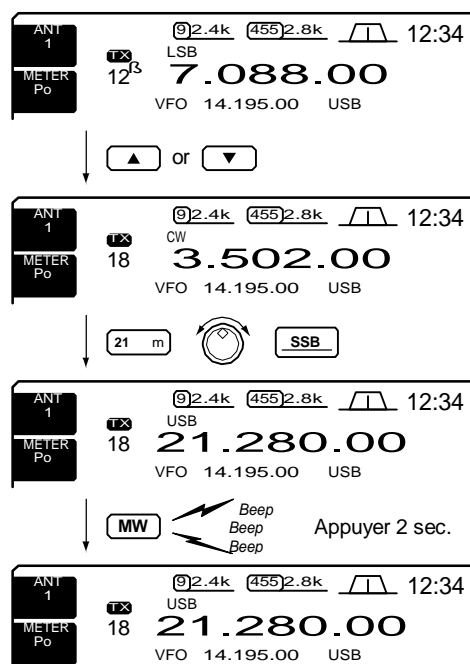 ANT 1 (9)2.4k (455)2.8k 12:34
TX LSB
METER Po 12ß 7.088.00
VFO 14.195.00 USB
▲ or ▼
ANT 1 (9)2.4k (455)2.8k 12:34
TX CW
METER Po 18 3.502.00
VFO 14.195.00 USB
21 m SSB
ANT 1 (9)2.4k (455)2.8k 12:34
TX USB
METER Po 18 21.280.00
VFO 14.195.00 USB
Beep
MW Beep Appuyer 2 sec.
Beep
ANT 1 (9)2.4k (455)2.8k 12:34
TX USB
METER Po 18 21.280.00
VFO 14.195.00 USB